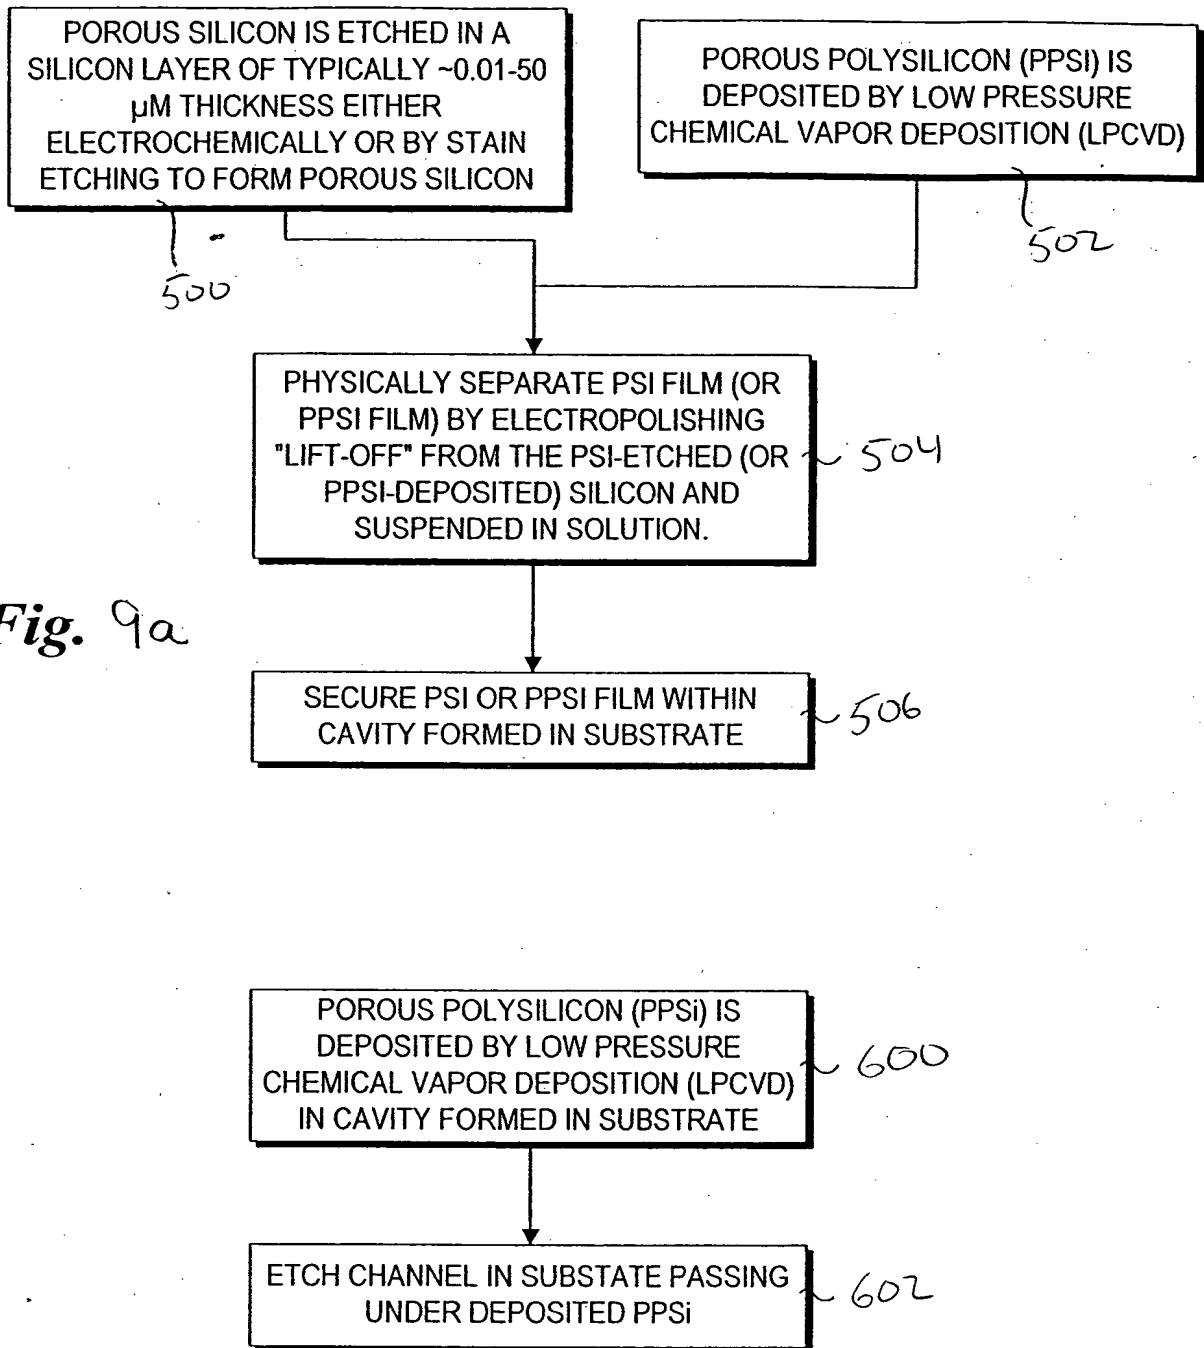 POROUS SILICON IS ETCHED IN A
SILICON LAYER OF TYPICALLY ~0.01-50
µM THICKNESS EITHER
ELECTROCHEMICALLY OR BY STAIN
ETCHING TO FORM POROUS SILICON
500
POROUS POLYSILICON (PPSI) IS
DEPOSITED BY LOW PRESSURE
CHEMICAL VAPOR DEPOSITION (LPCVD)
502
PHYSICALLY SEPARATE PSI FILM (OR
PPSI FILM) BY ELECTROPOLISHING
"LIFT-OFF" FROM THE PSI-ETCHED (OR
PPSI-DEPOSITED) SILICON AND
SUSPENDED IN SOLUTION.
504
Fig. 9a
SECURE PSI OR PPSI FILM WITHIN
CAVITY FORMED IN SUBSTRATE
506
POROUS POLYSILICON (PPSi) IS
DEPOSITED BY LOW PRESSURE
CHEMICAL VAPOR DEPOSITION (LPCVD)
IN CAVITY FORMED IN SUBSTRATE
600
ETCH CHANNEL IN SUBSTATE PASSING
UNDER DEPOSITED PPSi
602